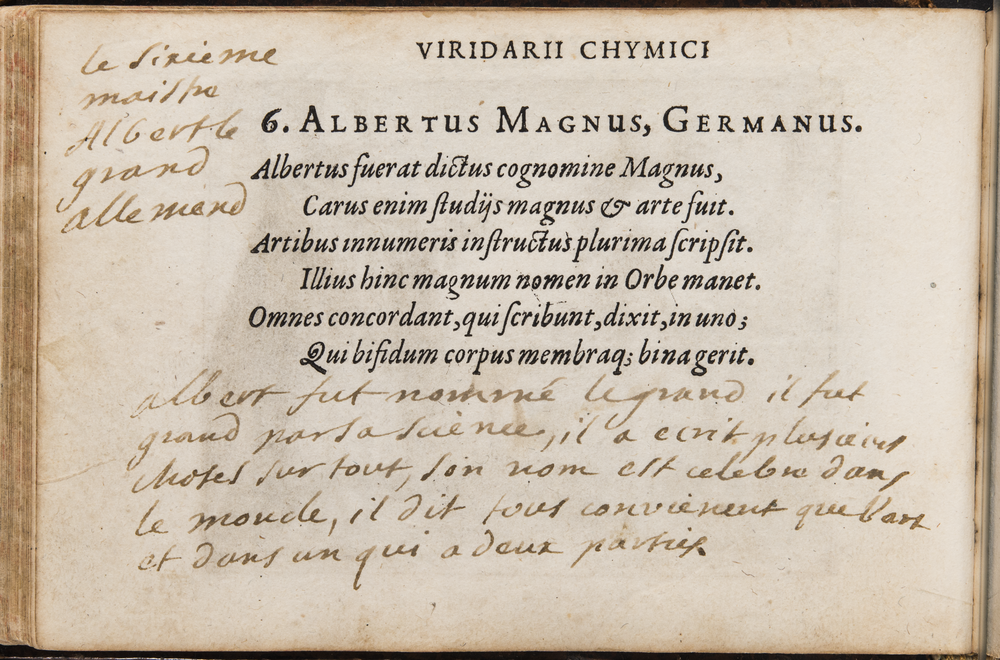 VIRIDARII CHYMICI
le sixieme
maistre
Albert le
grand
allemend
6. ALBERTUS MAGNUS, GERMANUS.
Albertus fuerat dictus cognomine Magnus,
Carus enim studijs magnus & arte fuit.
Artibus innumeris instructus plurima scripsit.
Illius hinc magnum nomen in Orbe manet.
Omnes concordant, qui scribunt, dixit, in uno;
Qui bifidum corpus membraq; bina gerit.
albert fut nommé le grand il fut
grand par sa science, il a ecrit plusieurs
choses sur tout, son nom est celebre dans
le monde, il dit tous convienent que l'art
et dans un qui a deux parties